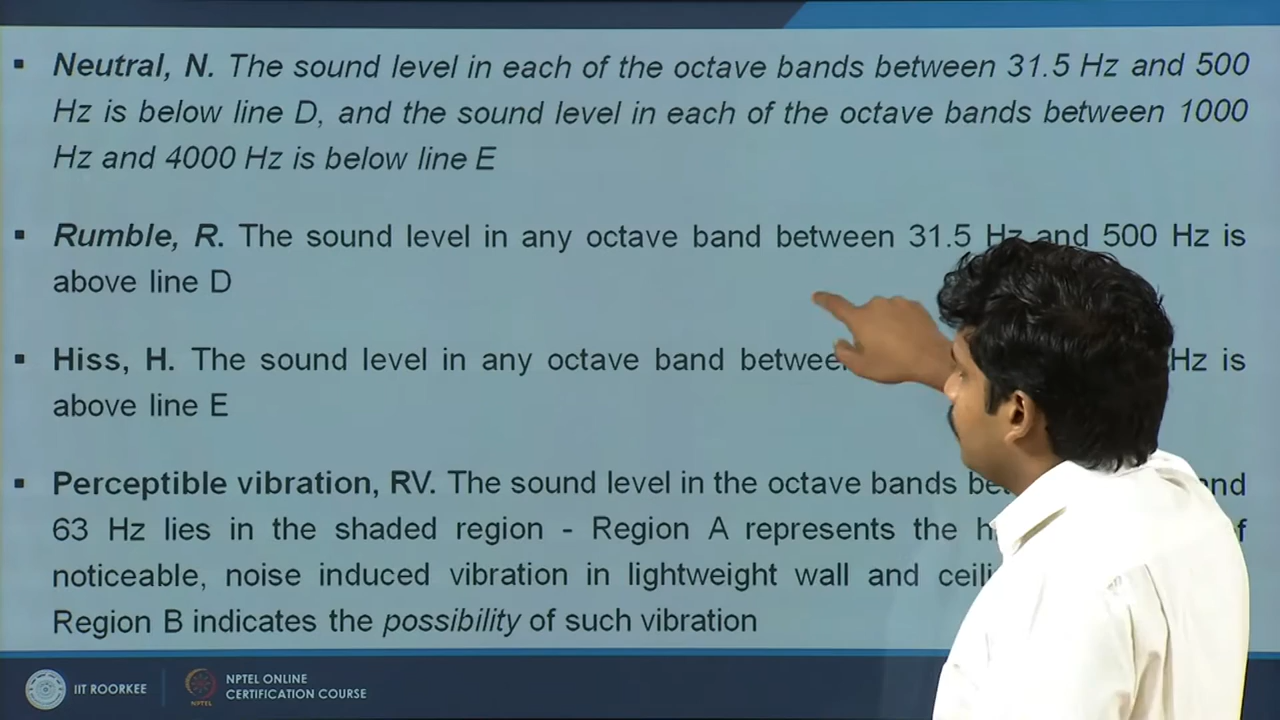 ▪ Neutral, N. The sound level in each of the octave bands between 31.5 Hz and 500
Hz is below line D, and the sound level in each of the octave bands between 1000
Hz and 4000 Hz is below line E
▪ Rumble, R. The sound level in any octave band between 31.5 Hz and 500 Hz is
above line D
▪ Hiss, H. The sound level in any octave band Hz is
above line E
▪ Perceptible vibration, RV. The sound level in the octave bands
63 Hz lies in the shaded region - Region A represents the
noticeable, noise induced vibration in lightweight wall and
Region B indicates the possibility of such vibration
IIT ROORKEE
NPTEL
NPTEL ONLINE
CERTIFICATION COURSE